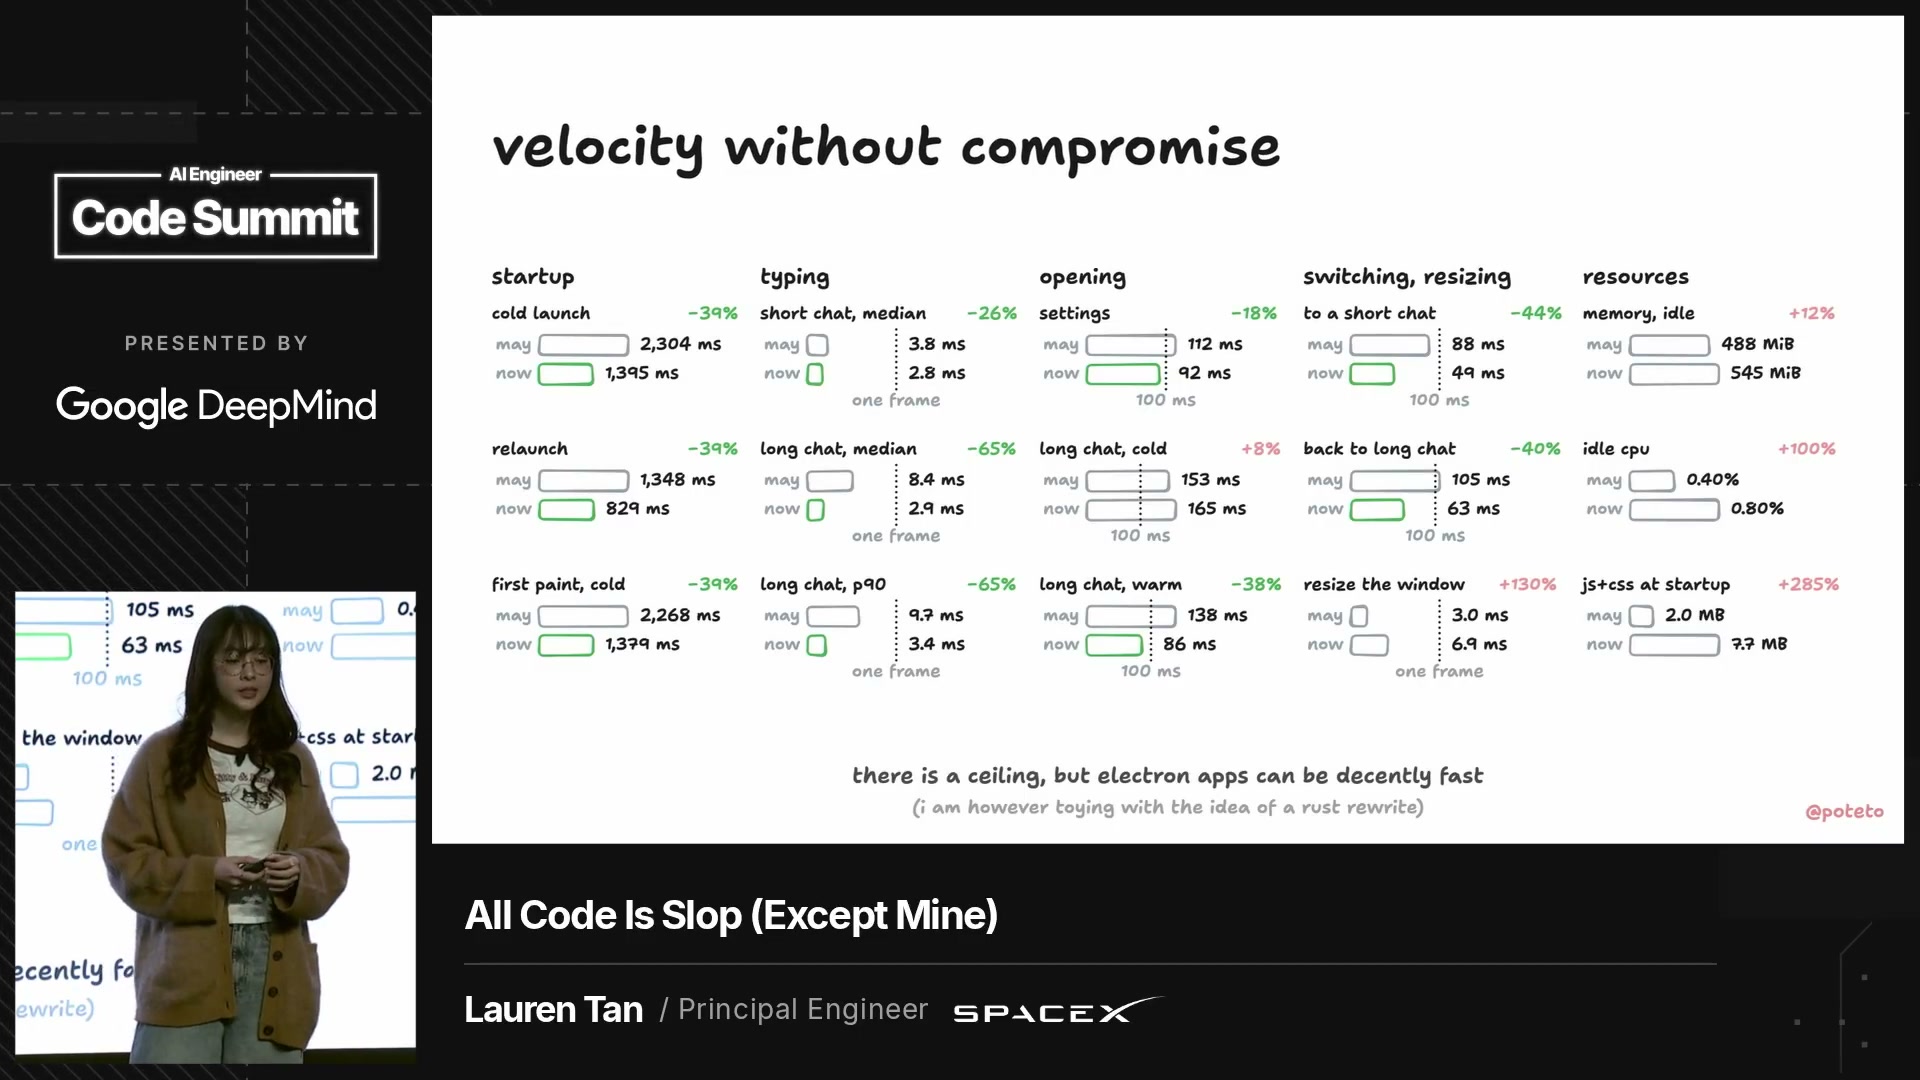 AI Engineer
Code Summit
PRESENTED BY
Google DeepMind
velocity without compromise
startup
cold launch -39%
may 2,304 ms
now 1,395 ms
relaunch -39%
may 1,348 ms
now 829 ms
first paint, cold -39%
may 2,268 ms
now 1,379 ms
typing
short chat, median -26%
may 3.8 ms
now 2.8 ms
one frame
long chat, median -65%
may 8.4 ms
now 2.9 ms
one frame
long chat, p90 -65%
may 9.7 ms
now 3.4 ms
one frame
opening
settings -18%
may 112 ms
now 92 ms
100 ms
long chat, cold +8%
may 153 ms
now 165 ms
100 ms
long chat, warm -38%
may 138 ms
now 86 ms
100 ms
switching, resizing
to a short chat -44%
may 88 ms
now 49 ms
100 ms
back to long chat -40%
may 105 ms
now 63 ms
100 ms
resize the window +130%
may 3.0 ms
now 6.9 ms
one frame
resources
memory, idle +12%
may 488 MiB
now 545 MiB
idle cpu +100%
may 0.40%
now 0.80%
js+css at startup +285%
may 2.0 MB
now 7.7 MB
there is a ceiling, but electron apps can be decently fast
(i am however toying with the idea of a rust rewrite)
@poteto
105 ms may 0.
63 ms now
100 ms
the window +css at star
2.0
one
ecently fa
ewrite)
All Code Is Slop (Except Mine)
Lauren Tan / Principal Engineer SPACEX